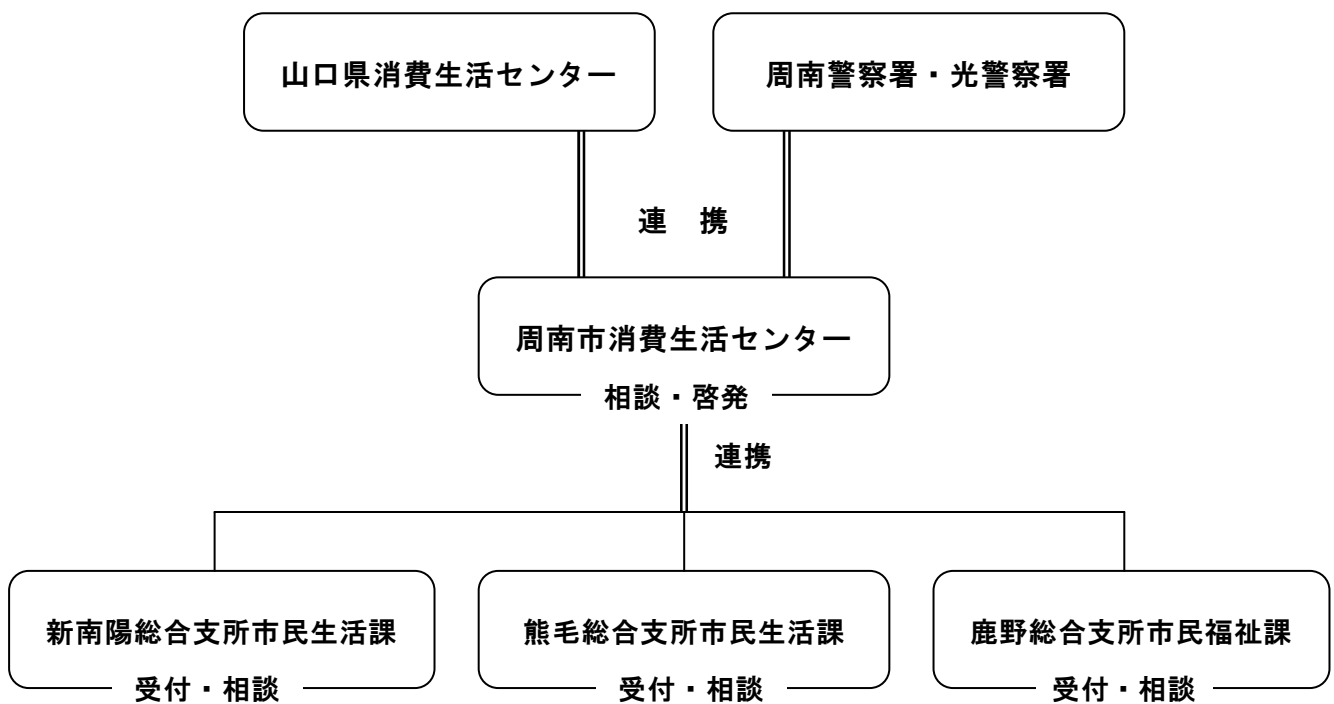 山口県消費生活センター
周南警察署・光警察署
連　携
周南市消費生活センター
相談・啓発
連携
新南陽総合支所市民生活課
受付・相談
熊毛総合支所市民生活課
受付・相談
鹿野総合支所市民福祉課
受付・相談